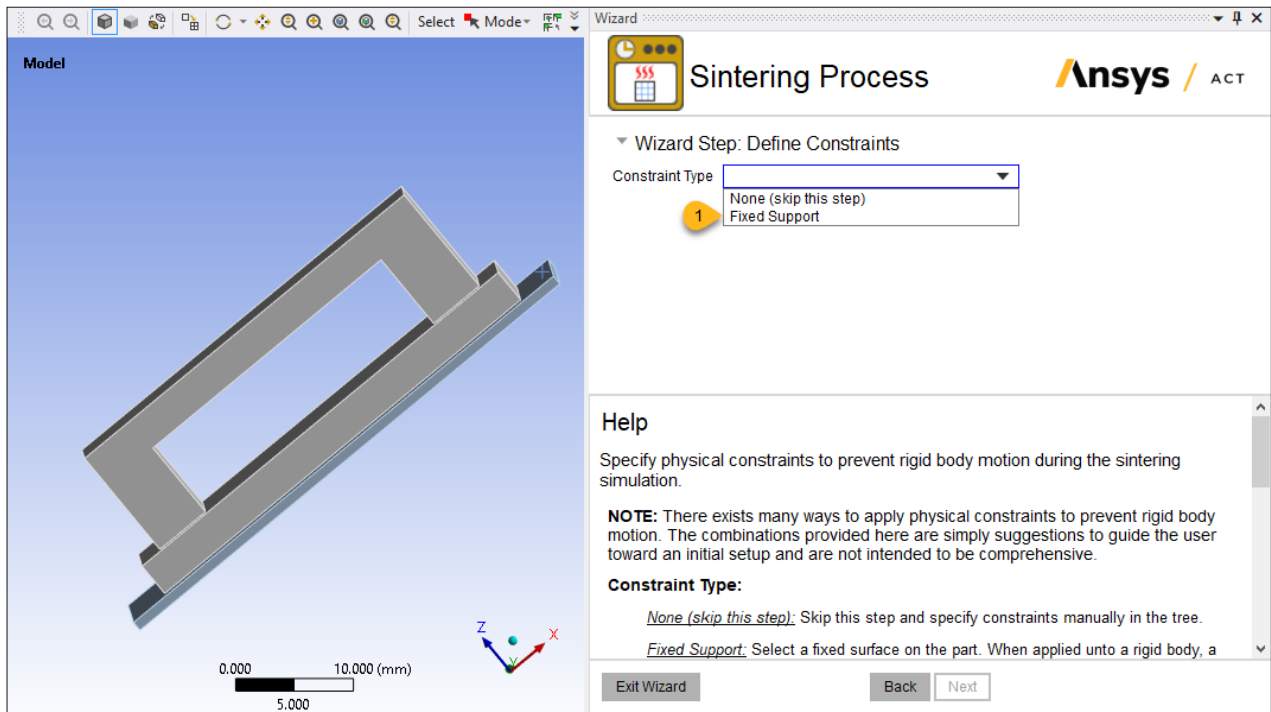 Select Mode
Model
Z
X
Y
0.000 10.000 (mm)
5.000
Wizard
Sintering Process
Ansys / ACT
Wizard Step: Define Constraints
Constraint Type
None (skip this step)
1 Fixed Support
Help
Specify physical constraints to prevent rigid body motion during the sintering
simulation.
NOTE: There exists many ways to apply physical constraints to prevent rigid body
motion. The combinations provided here are simply suggestions to guide the user
toward an initial setup and are not intended to be comprehensive.
Constraint Type:
None (skip this step): Skip this step and specify constraints manually in the tree.
Fixed Support: Select a fixed surface on the part. When applied unto a rigid body, a
Exit Wizard Back Next